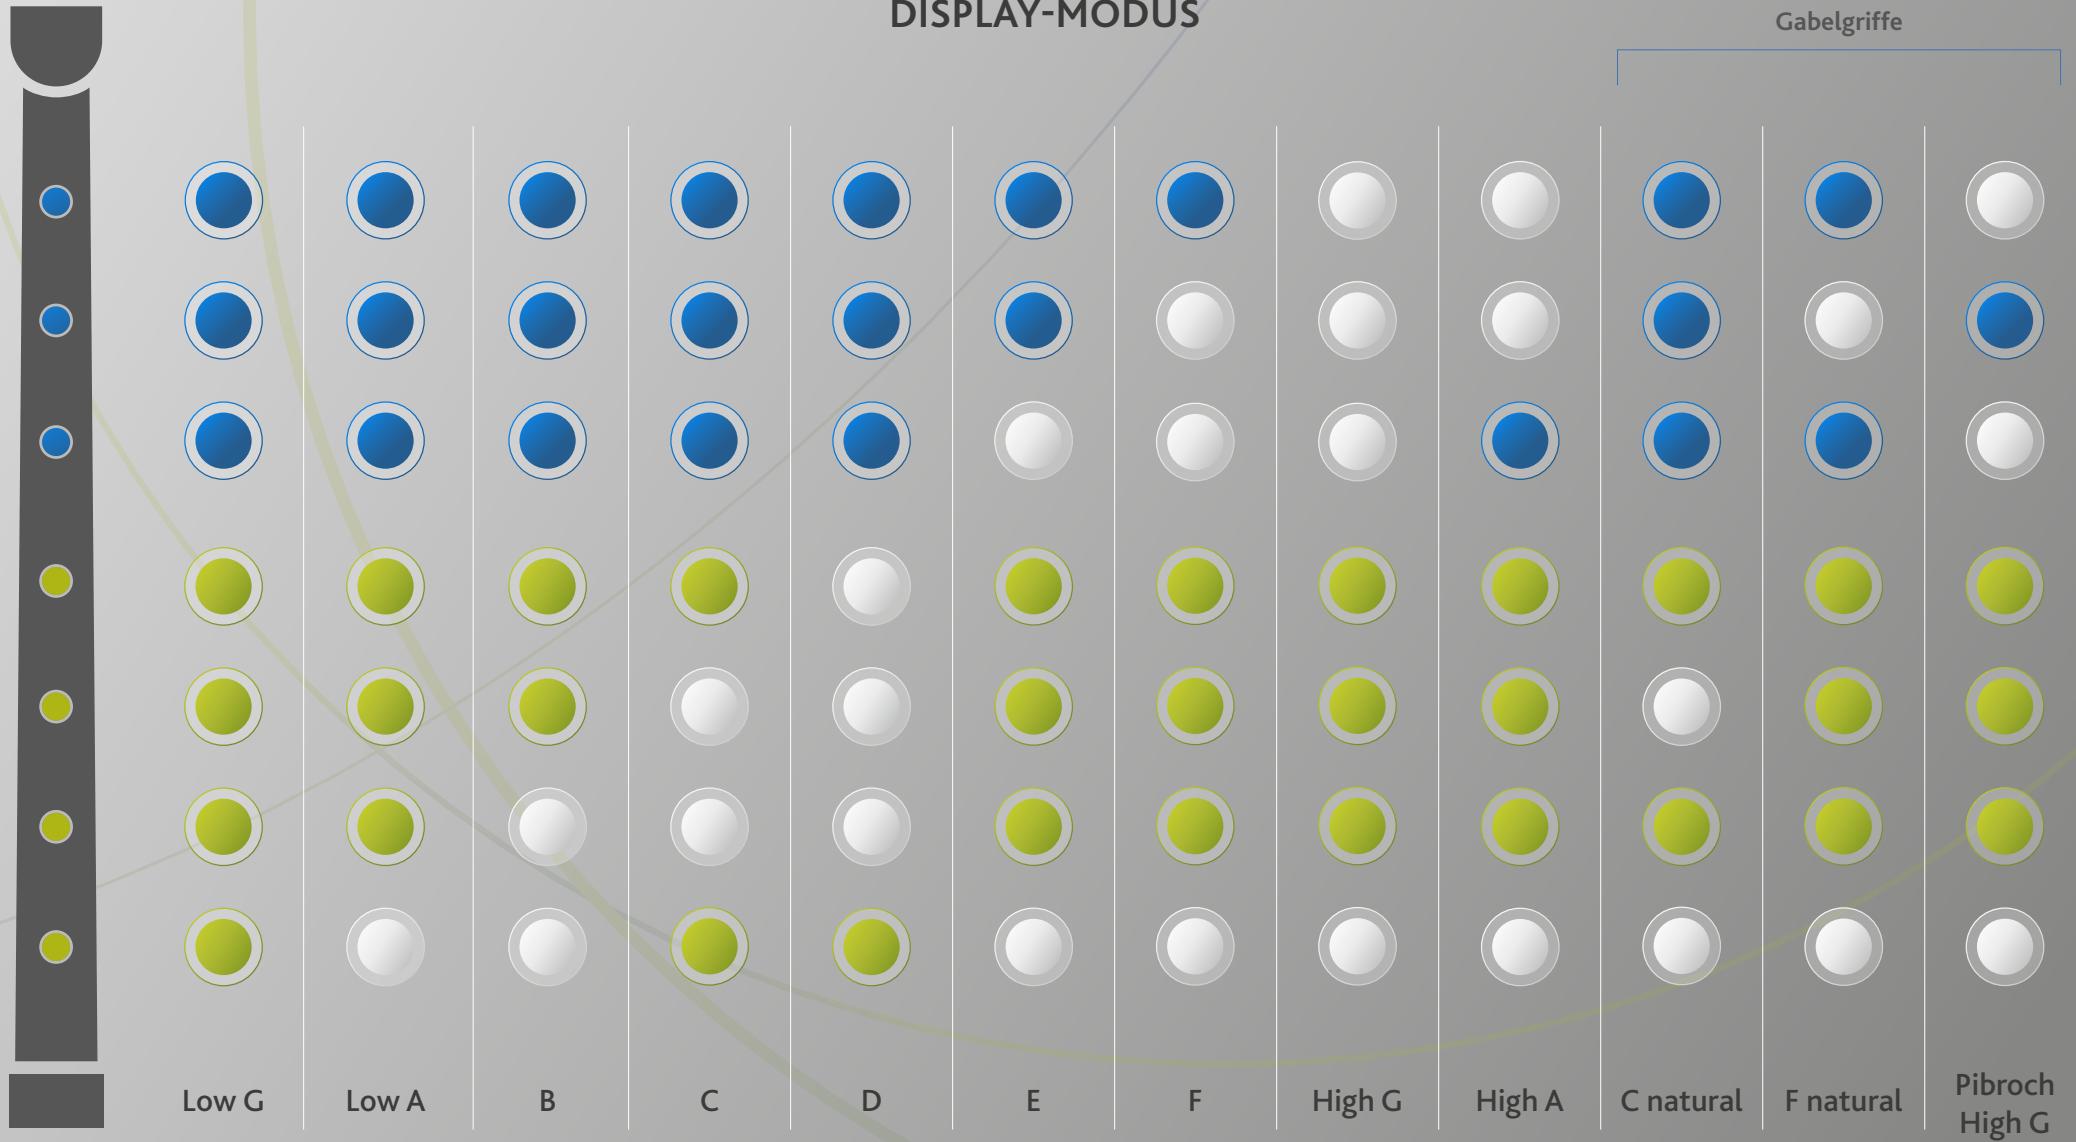 DISPLAY-MODUS
Gabelgriffe
Low G
Low A
B
C
D
E
F
High G
High A
C natural
F natural
Pibroch
High G